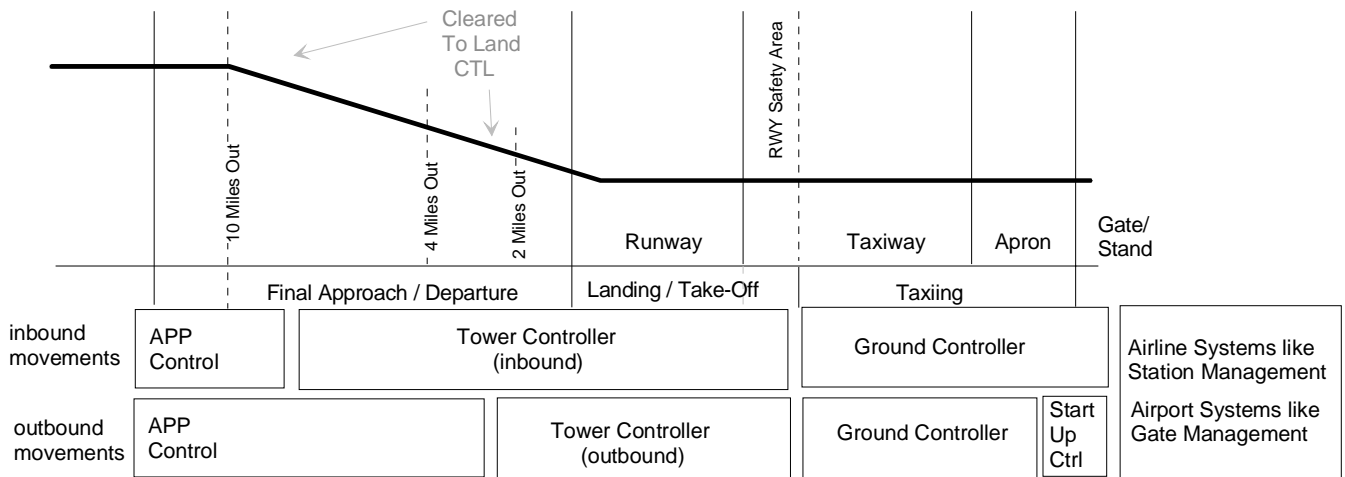 Cleared
To Land
CTL
RWY Safety Area
10 Miles Out
4 Miles Out
2 Miles Out
Runway
Taxiway
Apron
Gate/
Stand
Final Approach / Departure
Landing / Take-Off
Taxiing
inbound
movements
APP
Control
Tower Controller
(inbound)
Ground Controller
Airline Systems like
Station Management
Airport Systems like
Gate Management
outbound
movements
APP
Control
Tower Controller
(outbound)
Ground Controller
Start
Up
Ctrl